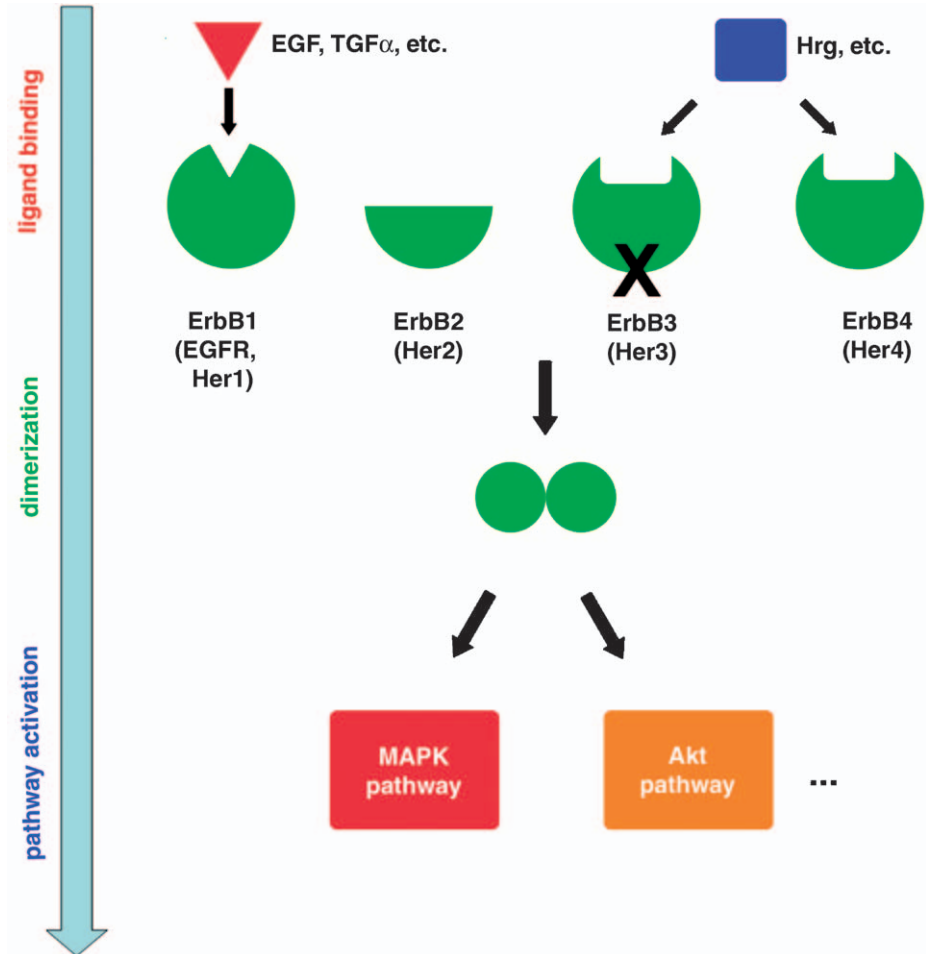 EGF, TGFα, etc.
Hrg, etc.
ligand binding
X
ErbB1
(EGFR,
Her1)
ErbB2
(Her2)
ErbB3
(Her3)
ErbB4
(Her4)
dimerization
pathway activation
MAPK
pathway
Akt
pathway
...